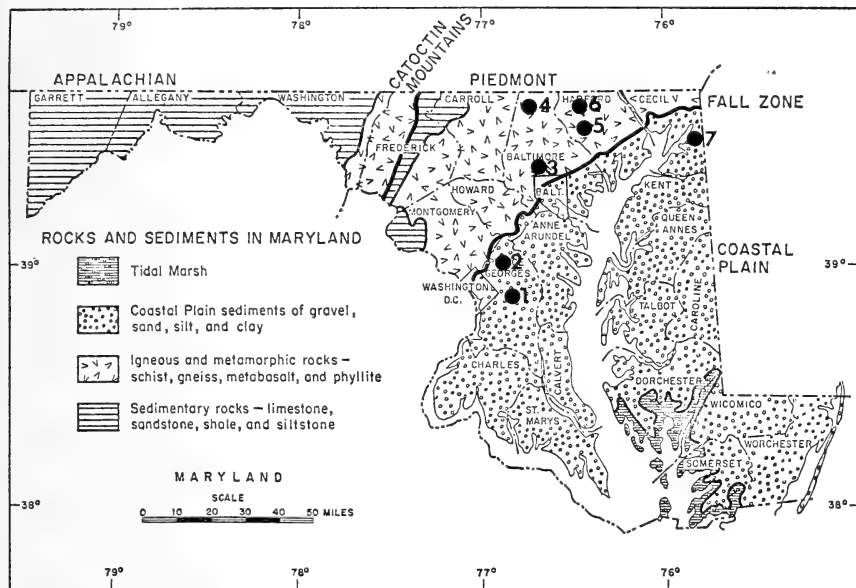 79° 78° 77° 76°
CATOCTIN
MOUNTAINS
APPALACHIAN
PIEDMONT
GARRETT
ALLEGANY
WASHINGTON
CARROLL
4
6
HARFORD
CECIL
FALL ZONE
5
7
FREDERICK
BALTIMORE
3
HOWARD
BALT.
KENT
MONTGOMERY
ANNE
ARUNDEL
QUEEN
ANNES
ROCKS AND SEDIMENTS IN MARYLAND
COASTAL
PLAIN
39°
2
39°
GEORGES
Tidal Marsh
WASHINGTON
D.C.
1
TALBOT
CAROLINE
Coastal Plain sediments of gravel,
sand, silt, and clay
Igneous and metamorphic rocks –
schist, gneiss, metabasalt, and phyllite
CHARLES
CALVERT
DORCHESTER
WICOMICO
Sedimentary rocks – limestone,
sandstone, shale, and siltstone
ST.
MARYS
WORCHESTER
SOMERSET
MARYLAND
SCALE
38°
0 10 20 30 40 50 MILES
38°
79° 78° 77° 76°